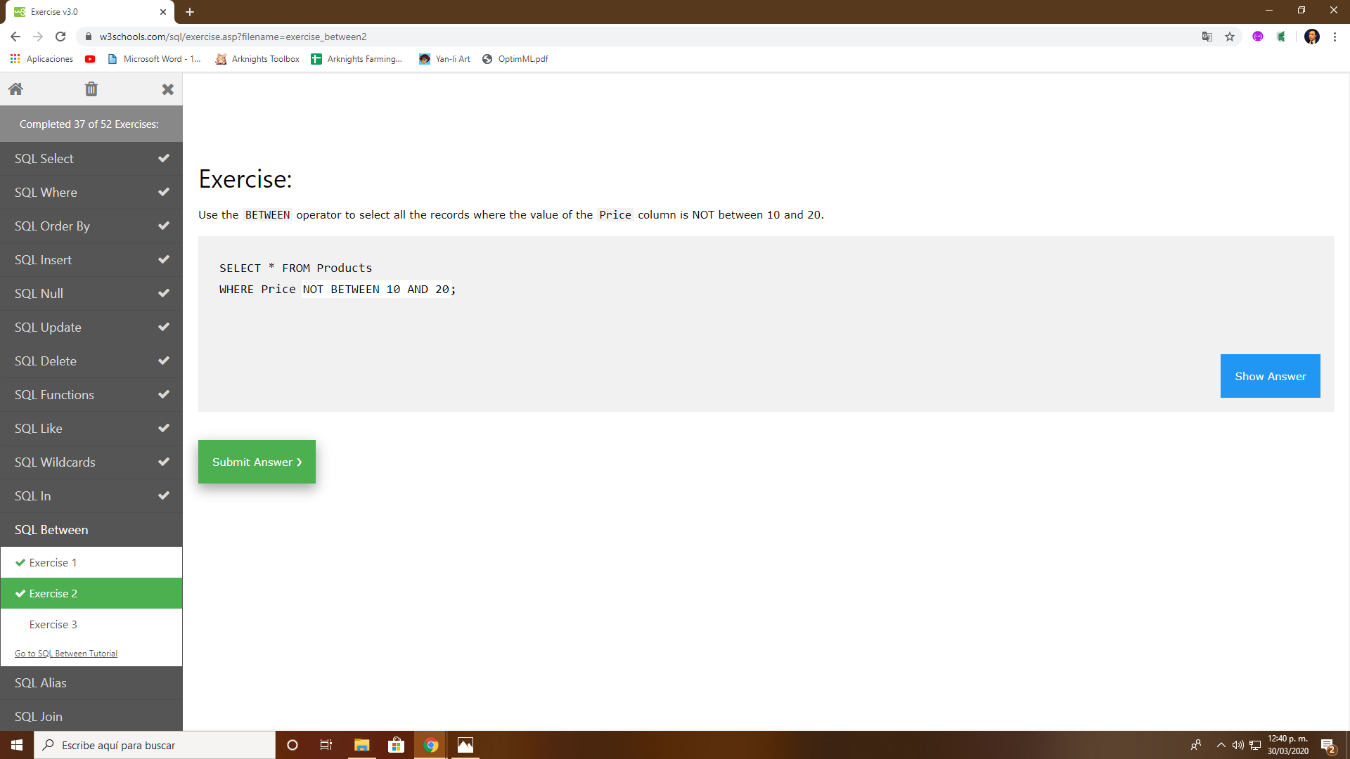 Exercise v3.0
w3schools.com/sql/exercise.asp?filename=exercise_between2
Aplicaciones
Microsoft Word - 1...
Arknights Toolbox
Arknights Farming...
Yan-li Art
OptimML.pdf
Completed 37 of 52 Exercises:
SQL Select
SQL Where
SQL Order By
SQL Insert
SQL Null
SQL Update
SQL Delete
SQL Functions
SQL Like
SQL Wildcards
SQL In
SQL Between
Exercise 1
Exercise 2
Exercise 3
Go to SQL Between Tutorial
SQL Alias
SQL Join
Exercise:
Use the BETWEEN operator to select all the records where the value of the Price column is NOT between 10 and 20.
SELECT * FROM Products
WHERE Price NOT BETWEEN 10 AND 20;
Show Answer
Submit Answer ❯
Escribe aquí para buscar
12:40 p. m.
30/03/2020
2